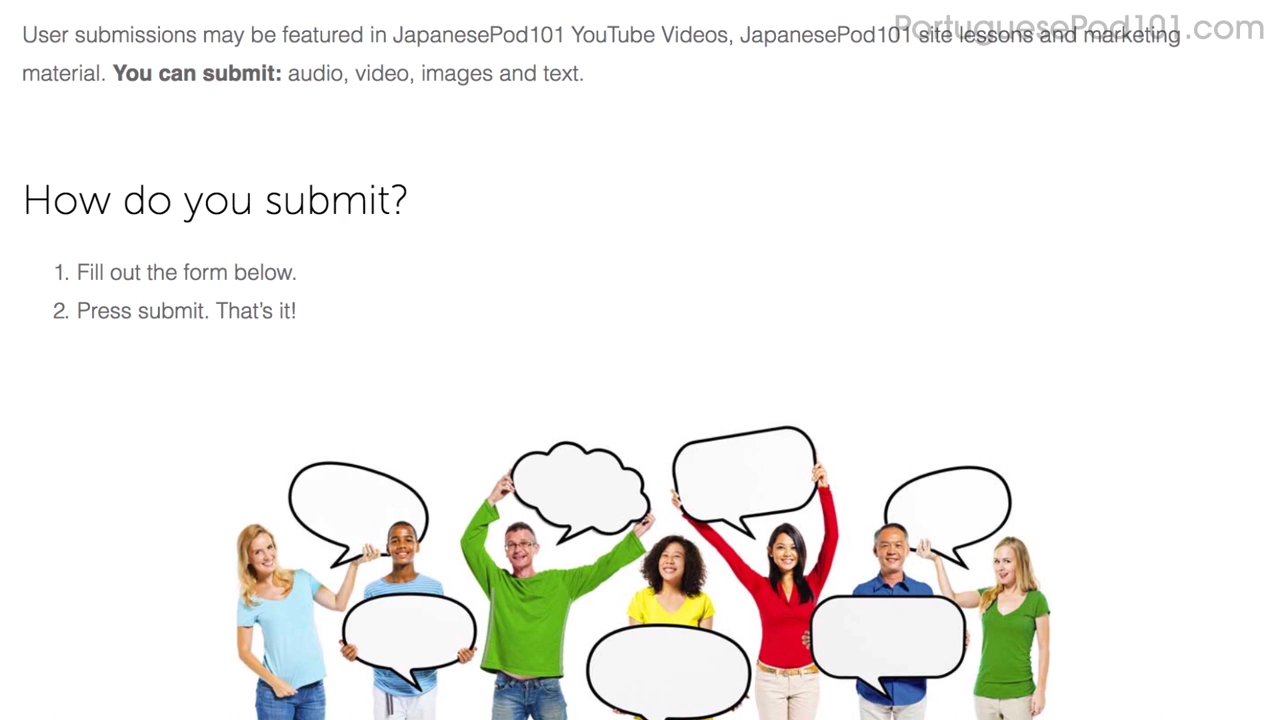 PortuguesePod101.com
User submissions may be featured in JapanesePod101 YouTube Videos, JapanesePod101 site lessons and marketing
material. You can submit: audio, video, images and text.
How do you submit?
1. Fill out the form below.
2. Press submit. That’s it!